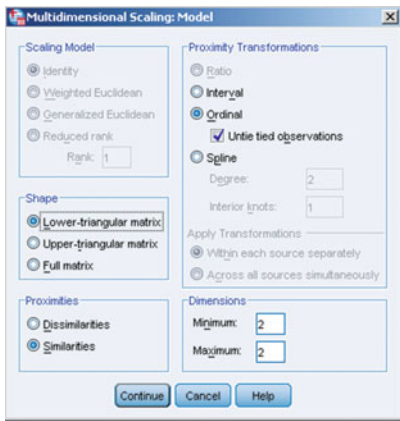 Multidimensional Scaling: Model
Scaling Model
Identity
Weighted Euclidean
Generalized Euclidean
Reduced rank
Rank: 1
Shape
Lower-triangular matrix
Upper-triangular matrix
Full matrix
Proximities
Dissimilarities
Similarities
Proximity Transformations
Ratio
Interval
Ordinal
Untie tied observations
Spline
Degree: 2
Interior knots: 1
Apply Transformations
Within each source separately
Across all sources simultaneously
Dimensions
Minimum: 2
Maximum: 2
Continue Cancel Help